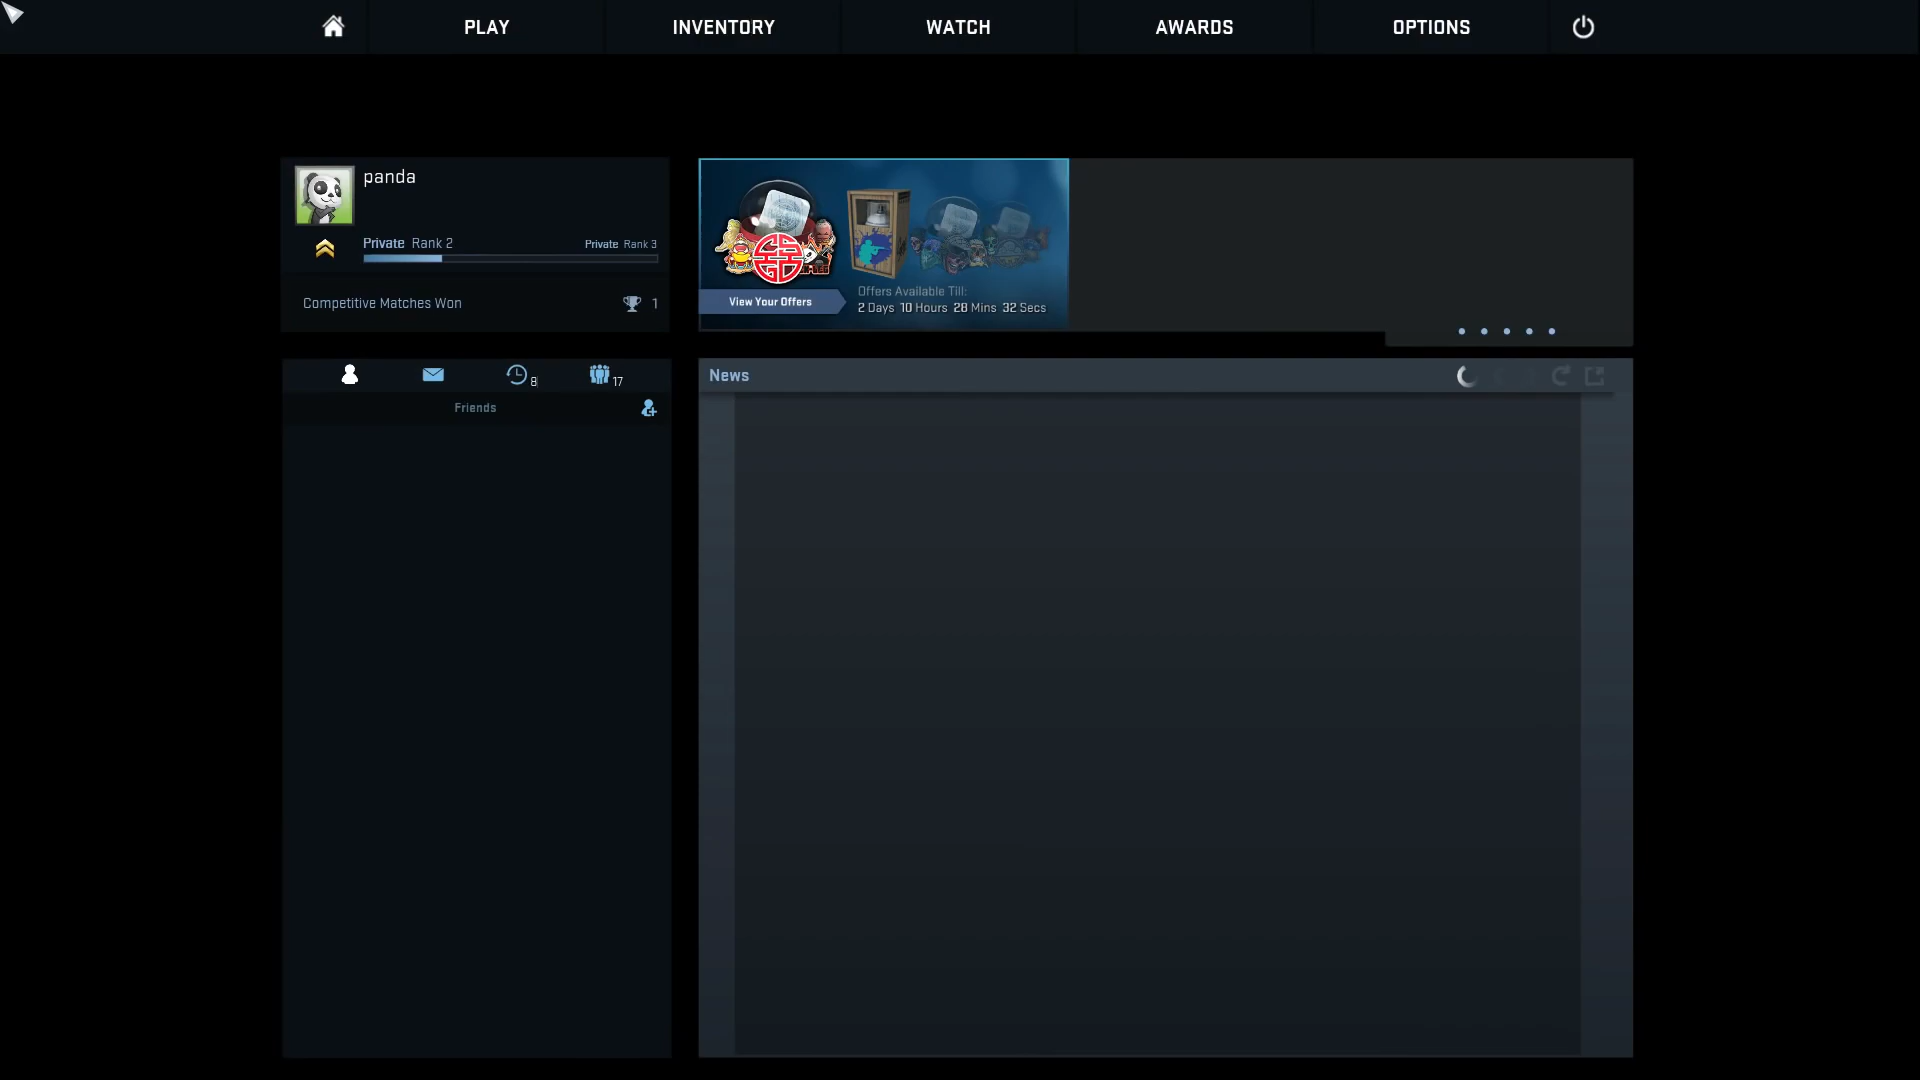 PLAY
INVENTORY
WATCH
AWARDS
OPTIONS
panda
Private Rank 2
Private Rank 3
Competitive Matches Won
1
View Your Offers
Offers Available Till:
2 Days 10 Hours 28 Mins 32 Secs
8
17
Friends
News